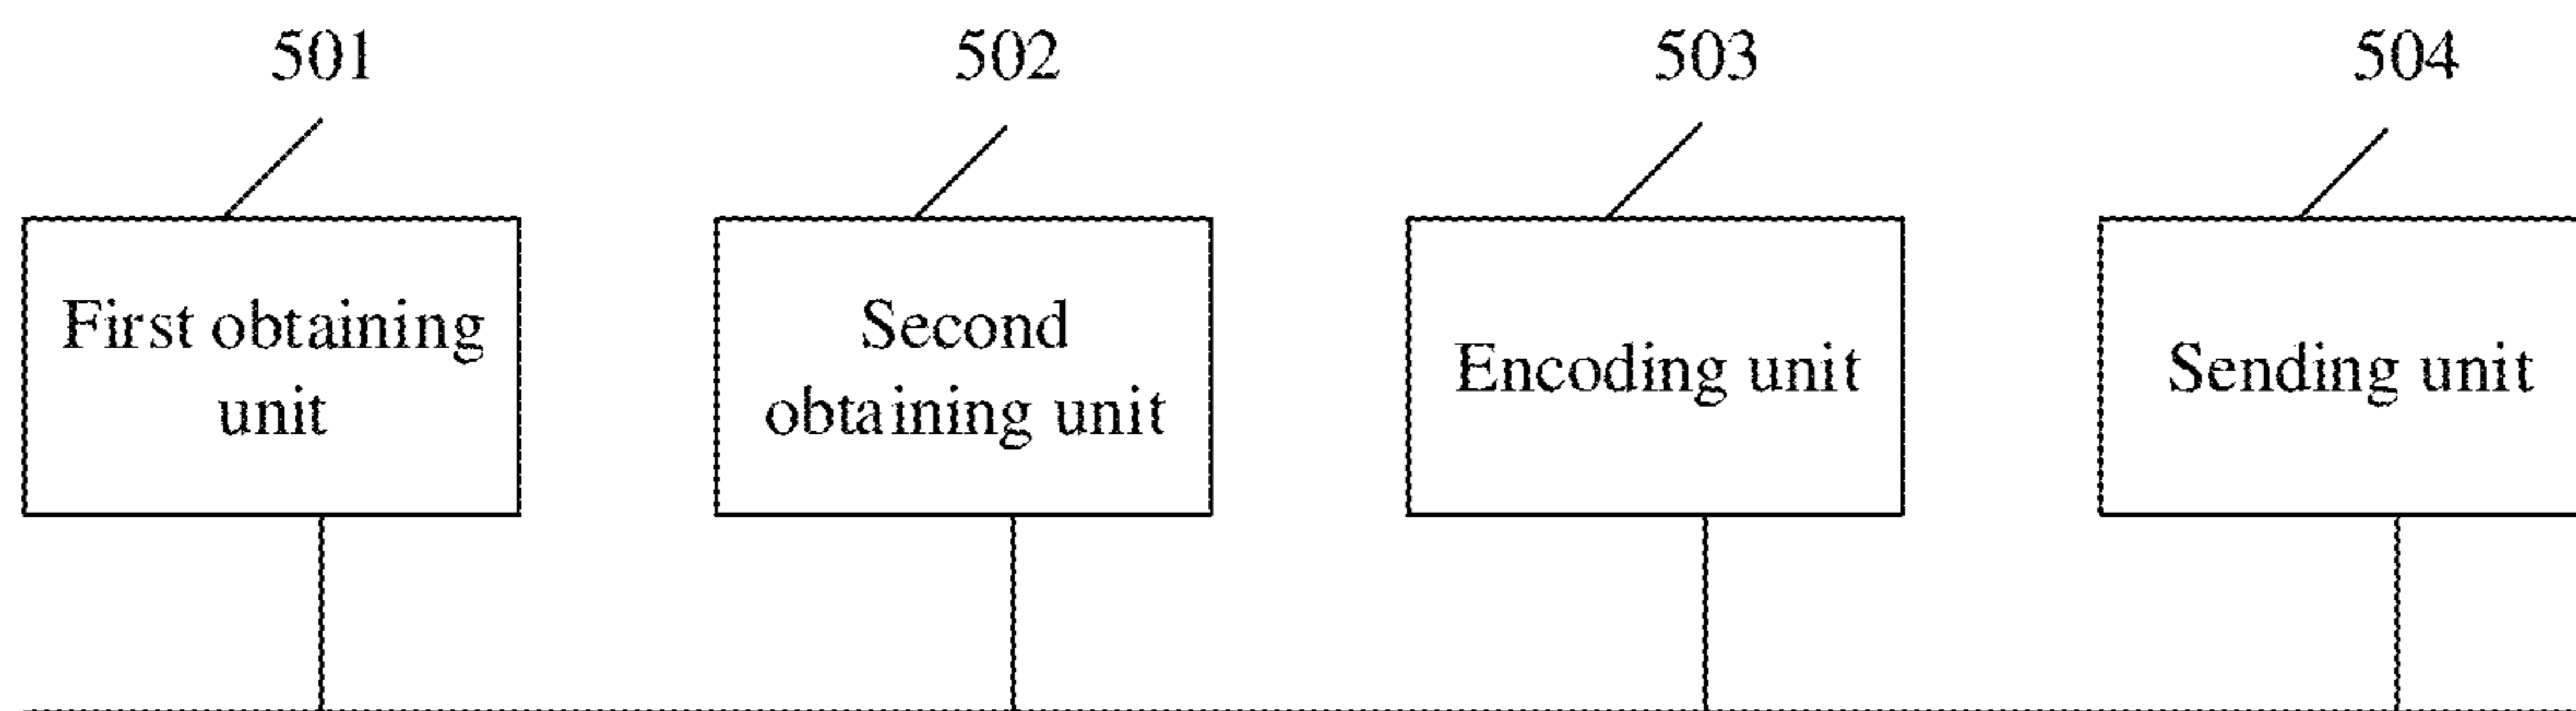 501
502
503
504
First obtaining
unit
Second
obtaining unit
Encoding unit
Sending unit